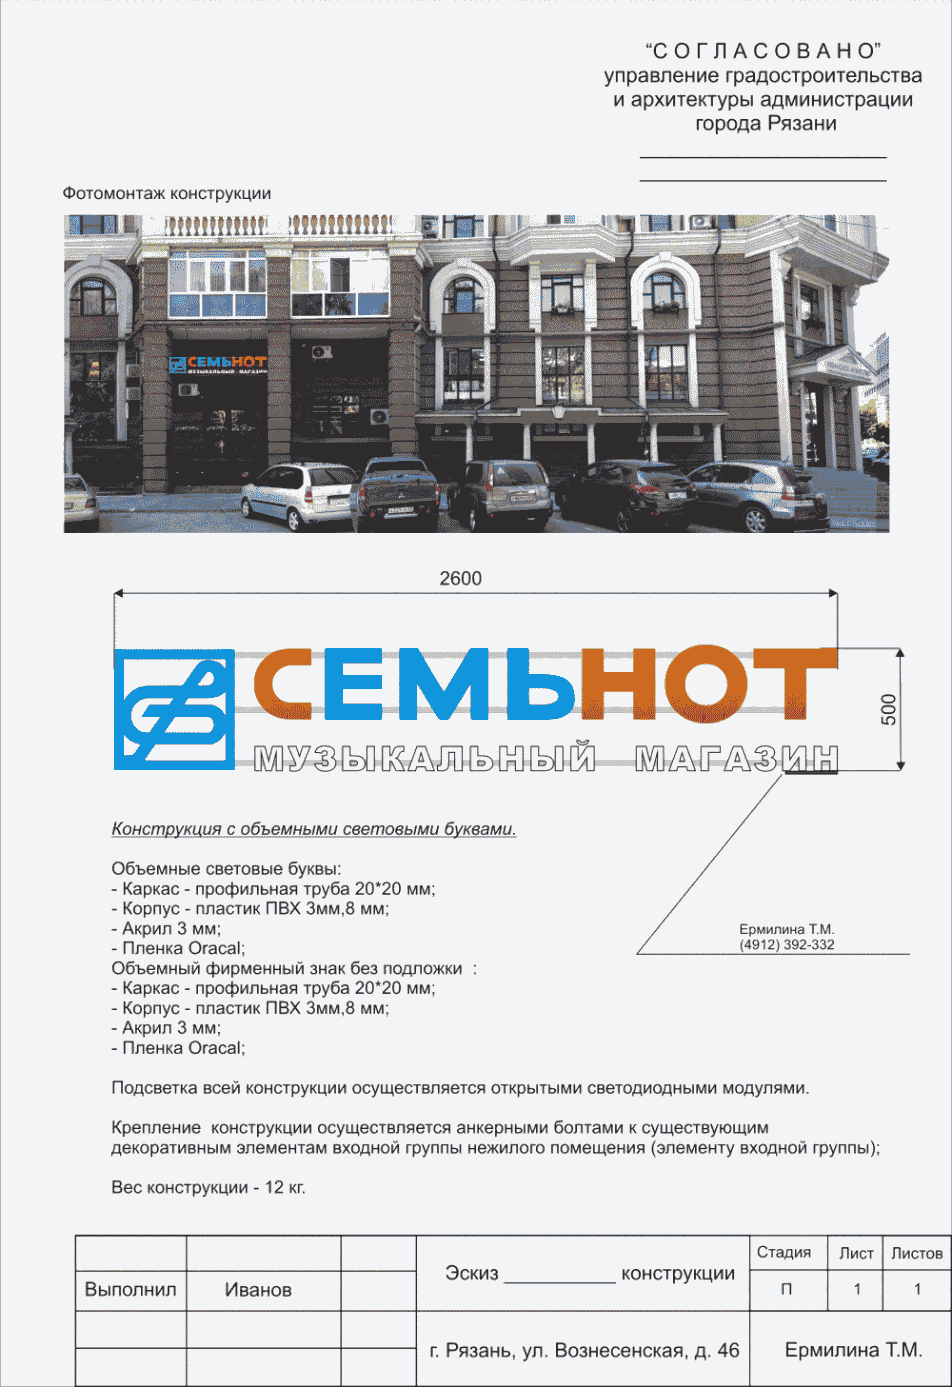 “С О Г Л А С О В А Н О”
управление градостроительства
и архитектуры администрации
города Рязани
Фотомонтаж конструкции
СЕМЬНОТ
МУЗЫКАЛЬНЫЙ МАГАЗИН
2600
СЕМЬНОТ
500
МУЗЫКАЛЬНЫЙ МАГАЗИН
Конструкция с объемными световыми буквами.
Объемные световые буквы:
- Каркас - профильная труба 20*20 мм;
- Корпус - пластик ПВХ 3мм,8 мм;
- Акрил 3 мм;
- Пленка Oracal;
Объемный фирменный знак без подложки :
- Каркас - профильная труба 20*20 мм;
- Корпус - пластик ПВХ 3мм,8 мм;
- Акрил 3 мм;
- Пленка Oracal;
Ермилина Т.М.
(4912) 392-332
Подсветка всей конструкции осуществляется открытыми светодиодными модулями.
Крепление конструкции осуществляется анкерными болтами к существующим
декоративным элементам входной группы нежилого помещения (элементу входной группы);
Вес конструкции - 12 кг.
Выполнил Иванов
Эскиз __________ конструкции
Стадия Лист Листов
П 1 1
г. Рязань, ул. Вознесенская, д. 46
Ермилина Т.М.